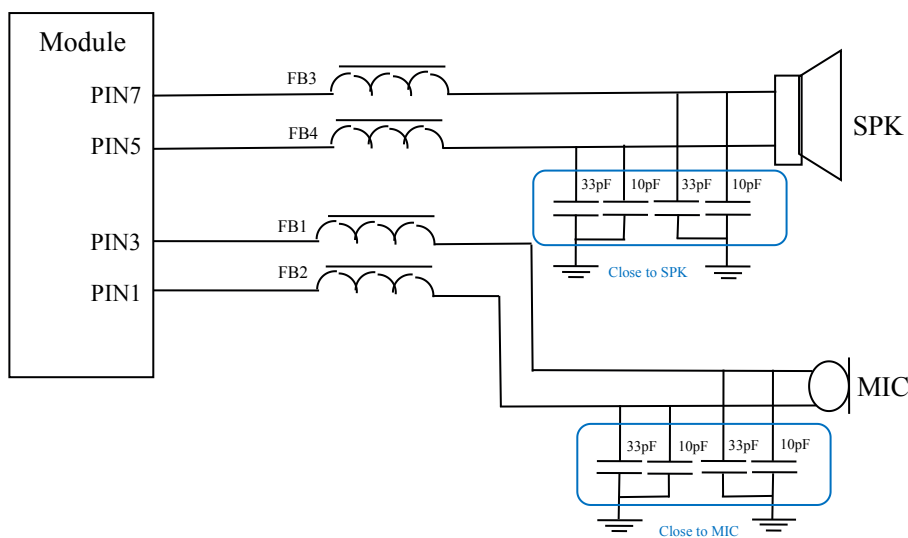 Module
FB3
PIN7
SPK
FB4
PIN5
33pF 10pF 33pF 10pF
FB1
PIN3
Close to SPK
FB2
PIN1
MIC
33pF 10pF 33pF 10pF
Close to MIC